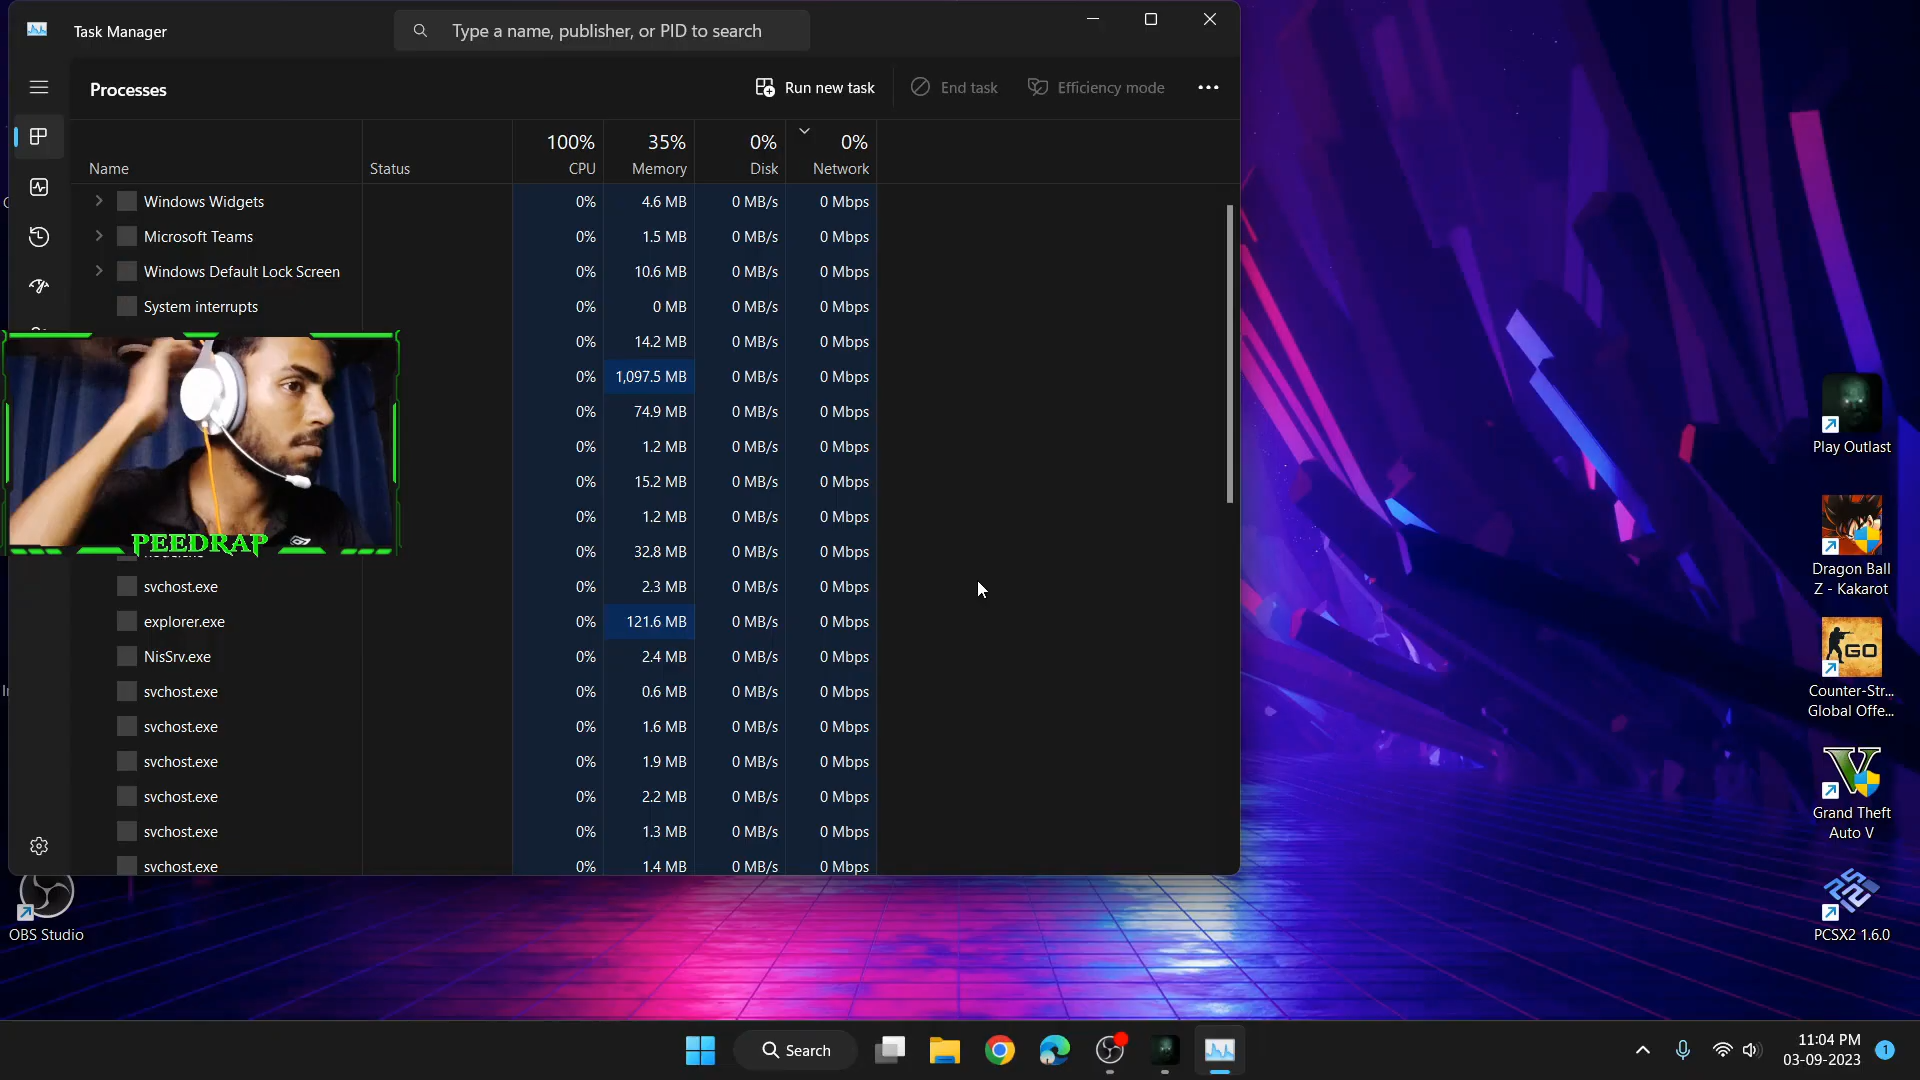 Task Manager
Type a name, publisher, or PID to search
Processes
Run new task
End task
Efficiency mode
100% 35% 0% 0%
Name Status CPU Memory Disk Network
Windows Widgets 0% 4.6 MB 0 MB/s 0 Mbps
Microsoft Teams 0% 1.5 MB 0 MB/s 0 Mbps
Windows Default Lock Screen 0% 10.6 MB 0 MB/s 0 Mbps
System interrupts 0% 0 MB 0 MB/s 0 Mbps
0% 14.2 MB 0 MB/s 0 Mbps
0% 1,097.5 MB 0 MB/s 0 Mbps
0% 74.9 MB 0 MB/s 0 Mbps
0% 1.2 MB 0 MB/s 0 Mbps
0% 15.2 MB 0 MB/s 0 Mbps
0% 1.2 MB 0 MB/s 0 Mbps
0% 32.8 MB 0 MB/s 0 Mbps
PEEDRAP
svchost.exe 0% 2.3 MB 0 MB/s 0 Mbps
explorer.exe 0% 121.6 MB 0 MB/s 0 Mbps
NisSrv.exe 0% 2.4 MB 0 MB/s 0 Mbps
svchost.exe 0% 0.6 MB 0 MB/s 0 Mbps
svchost.exe 0% 1.6 MB 0 MB/s 0 Mbps
svchost.exe 0% 1.9 MB 0 MB/s 0 Mbps
svchost.exe 0% 2.2 MB 0 MB/s 0 Mbps
svchost.exe 0% 1.3 MB 0 MB/s 0 Mbps
svchost.exe 0% 1.4 MB 0 MB/s 0 Mbps
OBS Studio
Play Outlast
Dragon Ball
Z - Kakarot
GO
Counter-Str...
Global Offe...
V
Grand Theft
Auto V
PCSX2 1.6.0
Search
11:04 PM
03-09-2023
1